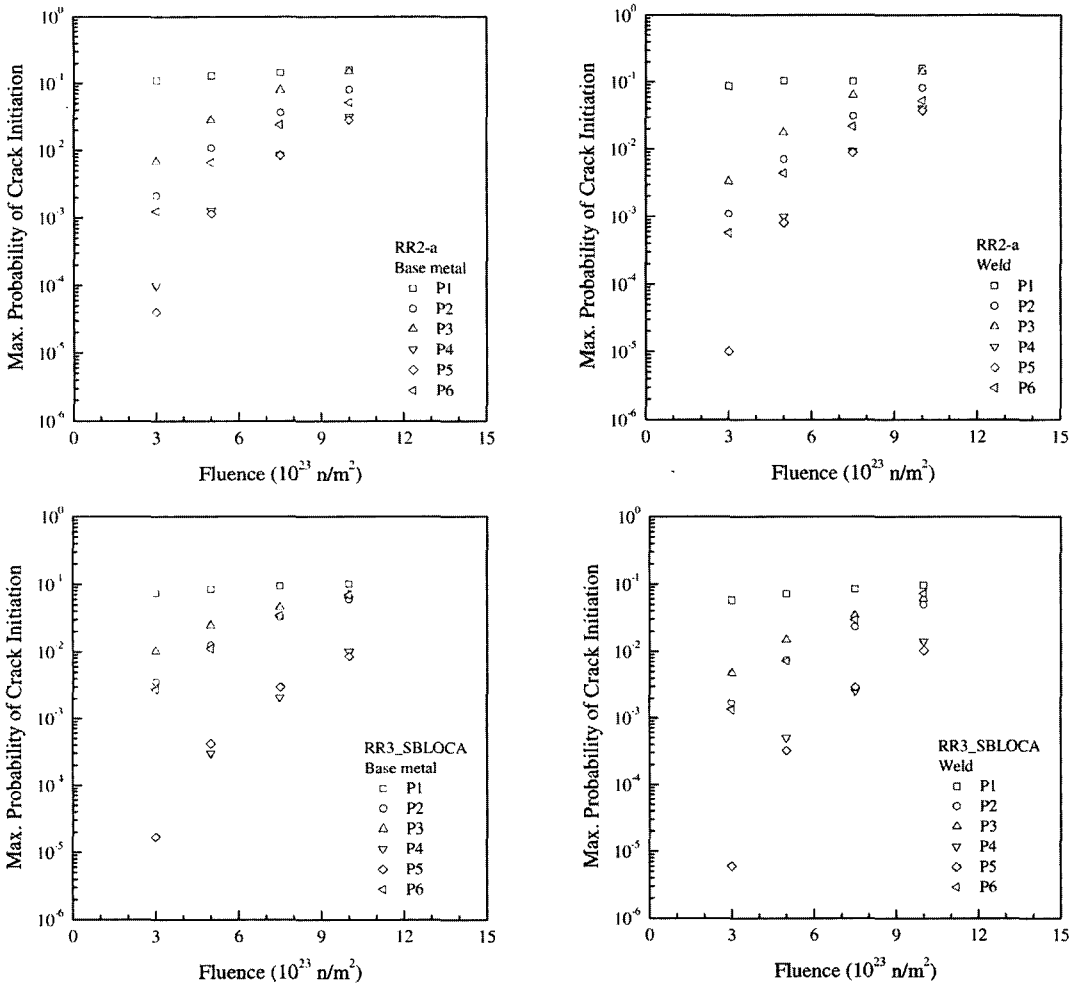 Max. Probability of Crack Initiation
10^0
10^-1
10^-2
10^-3
10^-4
10^-5
10^-6
RR2-a
Base metal
P1
P2
P3
P4
P5
P6
0 3 6 9 12 15
Fluence (10^23 n/m^2)
Max. Probability of Crack Initiation
10^0
10^-1
10^-2
10^-3
10^-4
10^-5
10^-6
RR2-a
Weld
P1
P2
P3
P4
P5
P6
0 3 6 9 12 15
Fluence (10^23 n/m^2)
Max. Probability of Crack Initiation
10^0
10^-1
10^-2
10^-3
10^-4
10^-5
10^-6
RR3_SBLOCA
Base metal
P1
P2
P3
P4
P5
P6
0 3 6 9 12 15
Fluence (10^23 n/m^2)
Max. Probability of Crack Initiation
10^0
10^-1
10^-2
10^-3
10^-4
10^-5
10^-6
RR3_SBLOCA
Weld
P1
P2
P3
P4
P5
P6
0 3 6 9 12 15
Fluence (10^23 n/m^2)